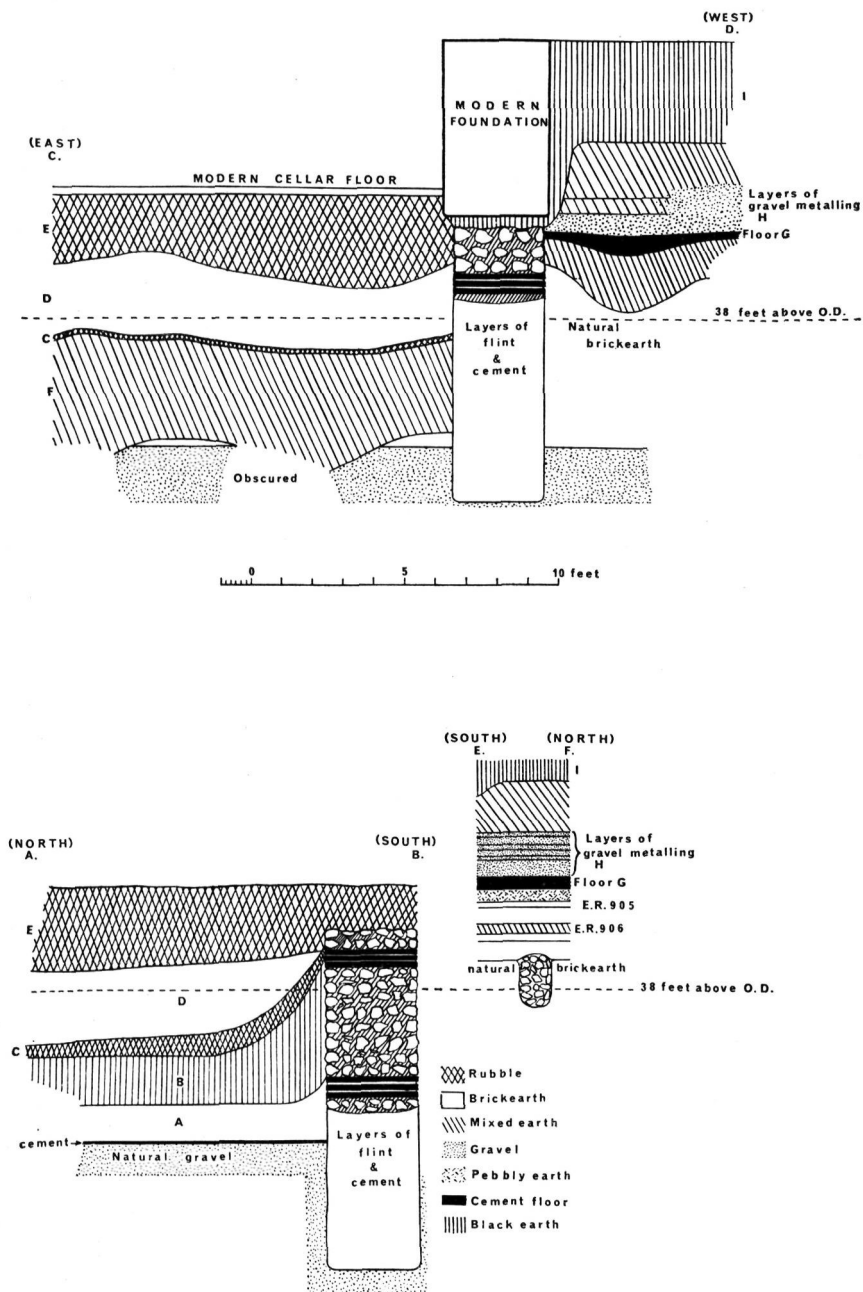 (WEST)
D.
MODERN
FOUNDATION
I
(EAST)
C.
MODERN CELLAR FLOOR
E
Layers of
gravel metalling
H
Floor G
D
38 feet above O.D.
C
Layers of
flint
&
cement
Natural
brickearth
F
Obscured
0 5 10 feet
(SOUTH) (NORTH)
E. F.
I
(NORTH)
A.
(SOUTH)
B.
Layers of
gravel metalling
H
Floor G
E
E.R.905
E.R.906
natural brickearth
D
38 feet above O.D.
C
B
A
cement→
Natural gravel
Layers of
flint
&
cement
Rubble
Brickearth
Mixed earth
Gravel
Pebbly earth
Cement floor
Black earth